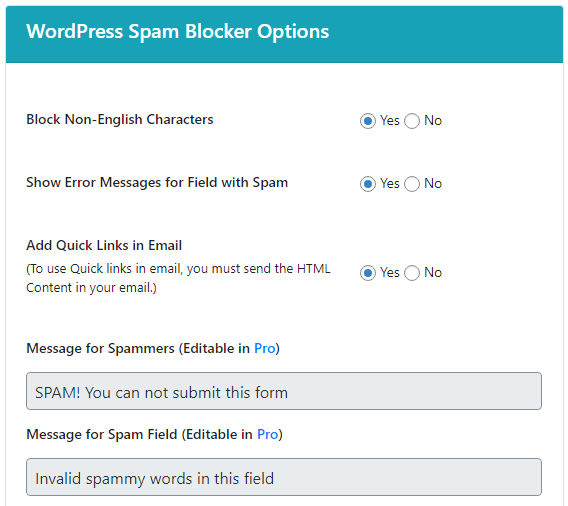 WordPress Spam Blocker Options
Block Non-English Characters
Yes No
Show Error Messages for Field with Spam
Yes No
Add Quick Links in Email
(To use Quick links in email, you must send the HTML
Content in your email.)
Yes No
Message for Spammers (Editable in Pro)
SPAM! You can not submit this form
Message for Spam Field (Editable in Pro)
Invalid spammy words in this field